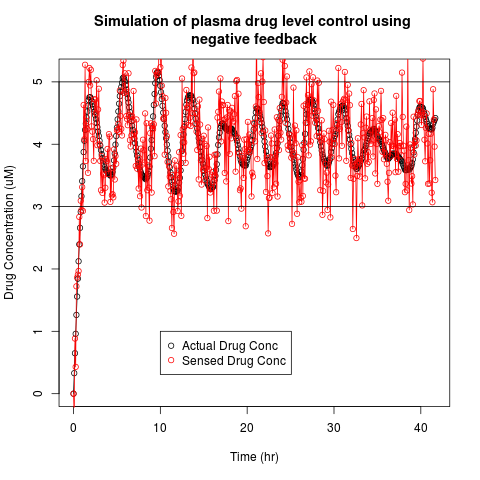 Simulation of plasma drug level control using
negative feedback
Drug Concentration (uM)
5
4
3
2
1
0
Actual Drug Conc
Sensed Drug Conc
0 10 20 30 40
Time (hr)